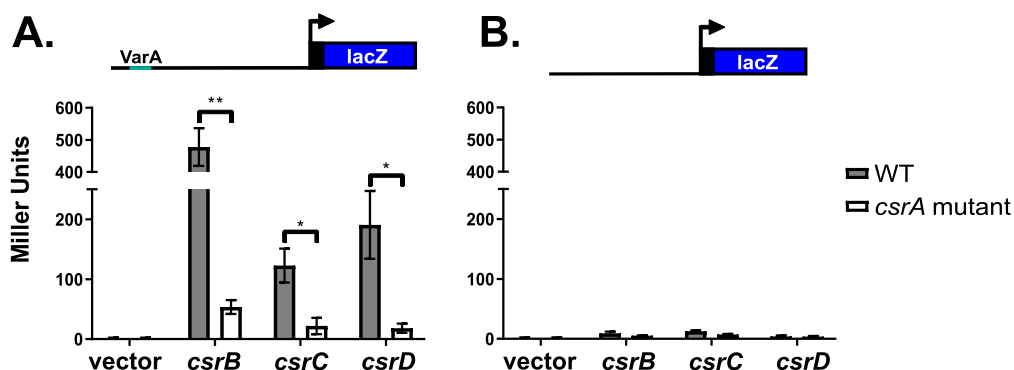 A.
VarA
lacZ
Miller Units
600
500
400
200
100
0
**
*
*
vector csrB csrC csrD
B.
lacZ
600
500
400
200
100
0
vector csrB csrC csrD
WT
csrA mutant